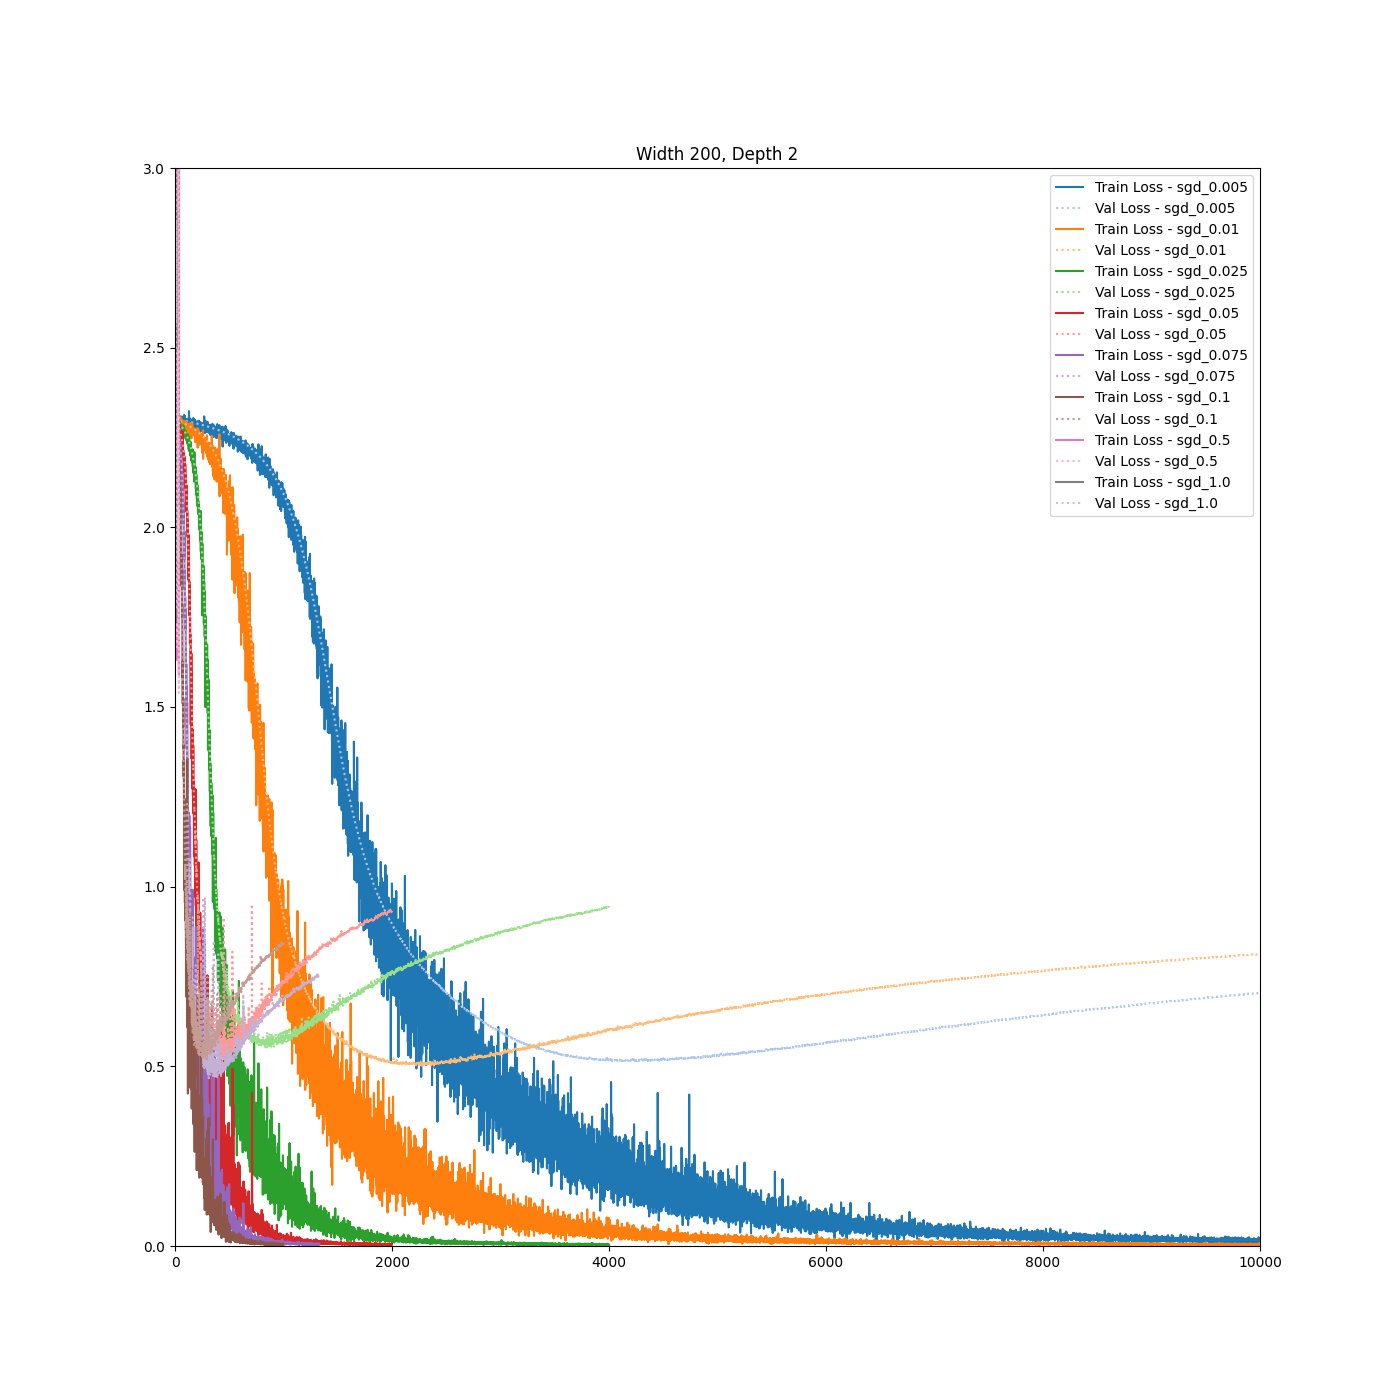 Width 200, Depth 2
3.0
2.5
2.0
1.5
1.0
0.5
0.0
0
2000
4000
6000
8000
10000
Train Loss - sgd_0.005
Val Loss - sgd_0.005
Train Loss - sgd_0.01
Val Loss - sgd_0.01
Train Loss - sgd_0.025
Val Loss - sgd_0.025
Train Loss - sgd_0.05
Val Loss - sgd_0.05
Train Loss - sgd_0.075
Val Loss - sgd_0.075
Train Loss - sgd_0.1
Val Loss - sgd_0.1
Train Loss - sgd_0.5
Val Loss - sgd_0.5
Train Loss - sgd_1.0
Val Loss - sgd_1.0